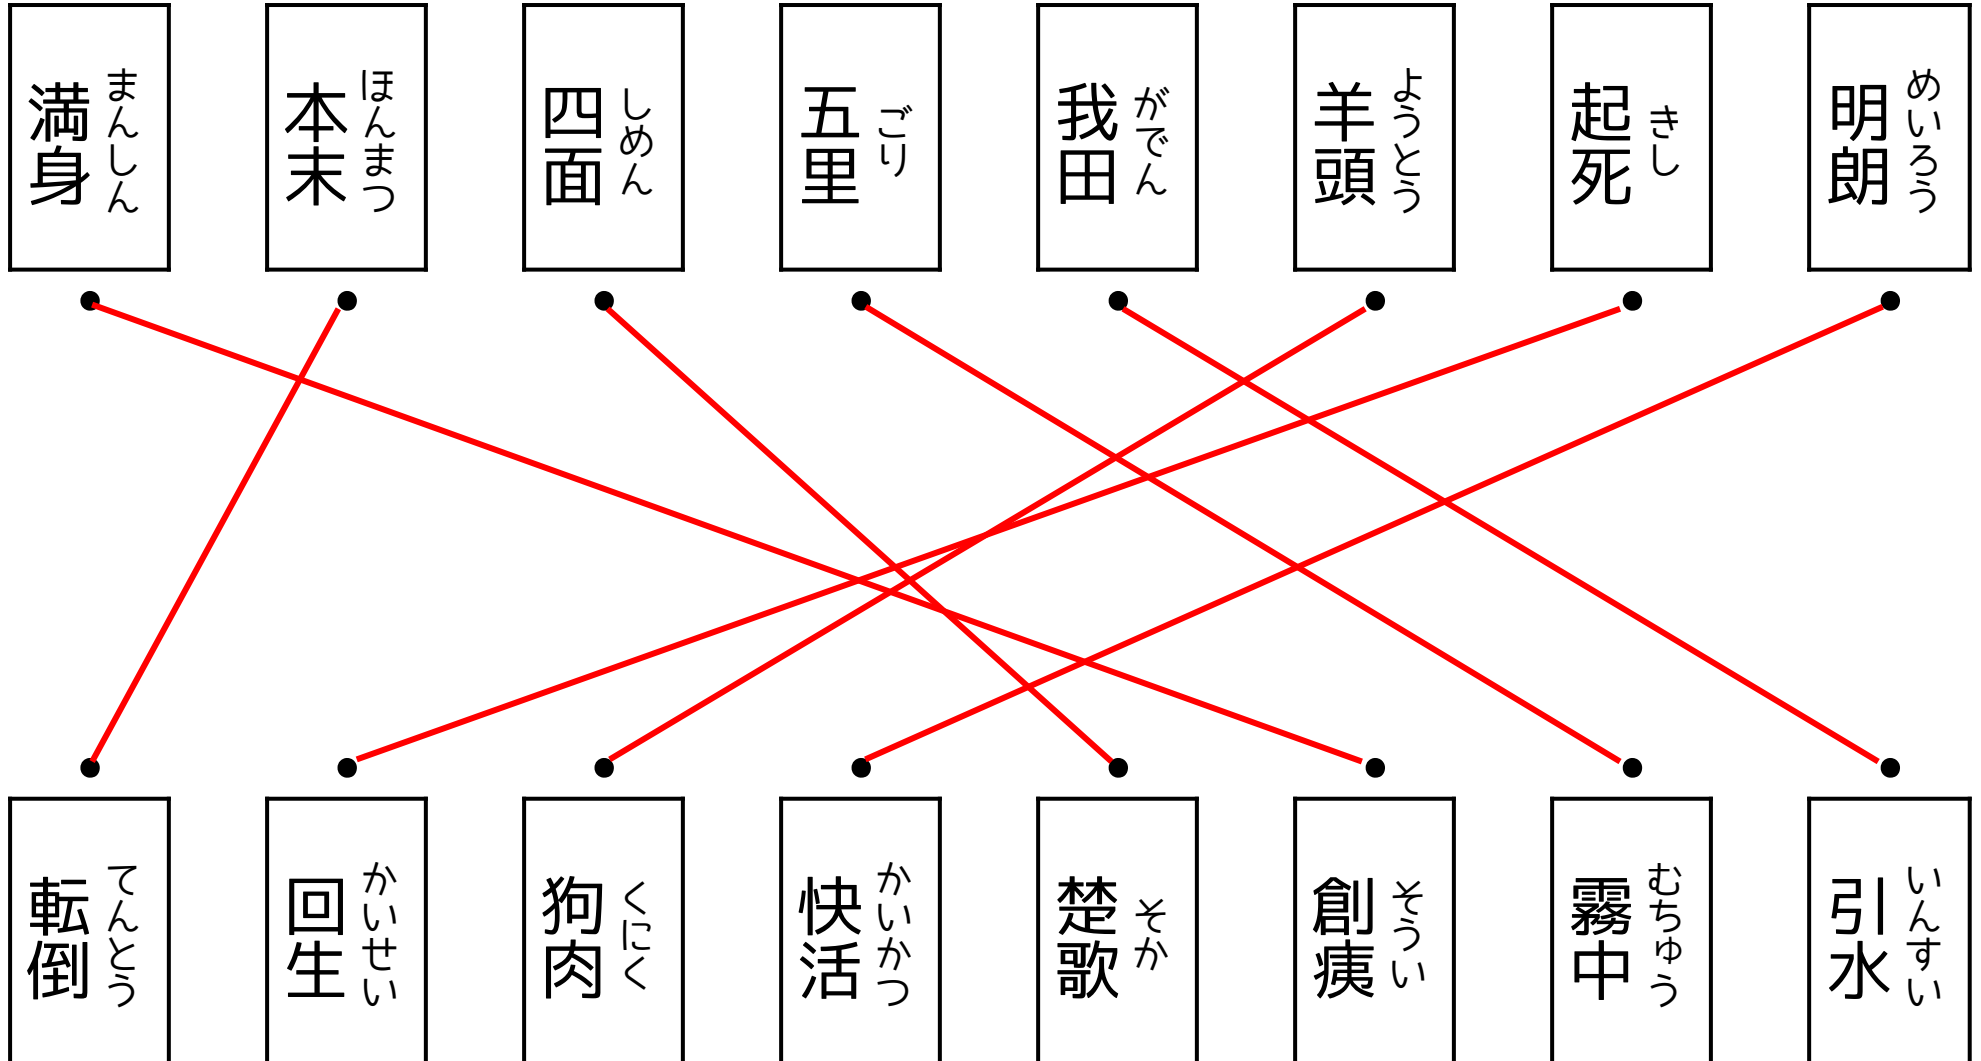 満身
まんしん
本末
ほんまつ
四面
しめん
五里
ごり
我田
がでん
羊頭
ようとう
起死
きし
明朗
めいろう
転倒
てんとう
回生
かいせい
狗肉
くにく
快活
かいかつ
楚歌
そか
創痍
そうい
霧中
むちゅう
引水
いんすい